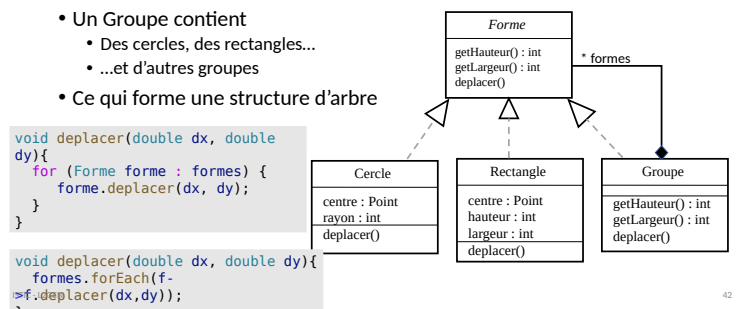 • Un Groupe contient
• Des cercles, des rectangles...
• ...et d'autres groupes
• Ce qui forme une structure d'arbre
void deplacer(double dx, double
dy){
for (Forme forme : formes) {
forme.deplacer(dx, dy);
}
}
void deplacer(double dx, double dy){
formes.forEach(f-
>f.deplacer(dx,dy));
}
Forme
getHauteur() : int
getLargeur() : int
deplacer()
* formes
Cercle
centre : Point
rayon : int
deplacer()
Rectangle
centre : Point
hauteur : int
largeur : int
deplacer()
Groupe
getHauteur() : int
getLargeur() : int
deplacer()
42